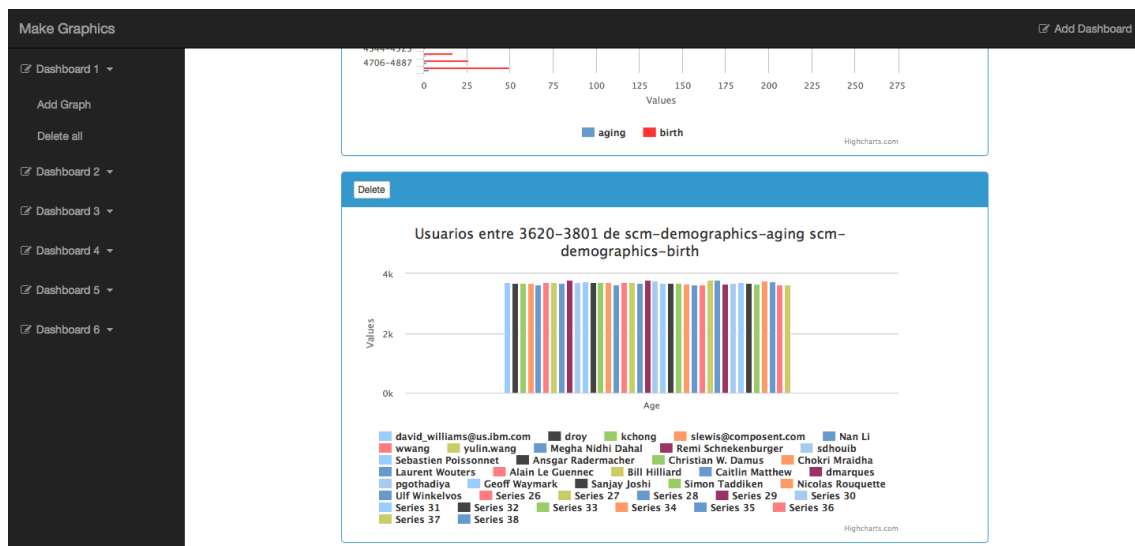 Make Graphics
Add Dashboard
Dashboard 1
Add Graph
Delete all
Dashboard 2
Dashboard 3
Dashboard 4
Dashboard 5
Dashboard 6
4706-4887
0 25 50 75 100 125 150 175 200 225 250 275
Values
aging birth
Highcharts.com
Delete
Usuarios entre 3620-3801 de scm-demographics-aging scm-
demographics-birth
4k
2k
0k
Values
Age
david_williams@us.ibm.com droy kchong slewis@composent.com Nan Li
vwwang yulin.wang Megha Nidhi Dahal Remi Schnekenburger sdhouib
Sebastien Poissonnet Ansgar Radermacher Christian W. Damus Chokri Mraidha
Laurent Wouters Alain Le Guennec Bill Hilliard Caitlin Matthew dmarques
pgothadiya Geoff Waymark Sanjay Joshi Simon Taddiken Nicolas Rouquette
Ulf Winkelvos Series 26 Series 27 Series 28 Series 29 Series 30
Series 31 Series 32 Series 33 Series 34 Series 35 Series 36
Series 37 Series 38
Highcharts.com